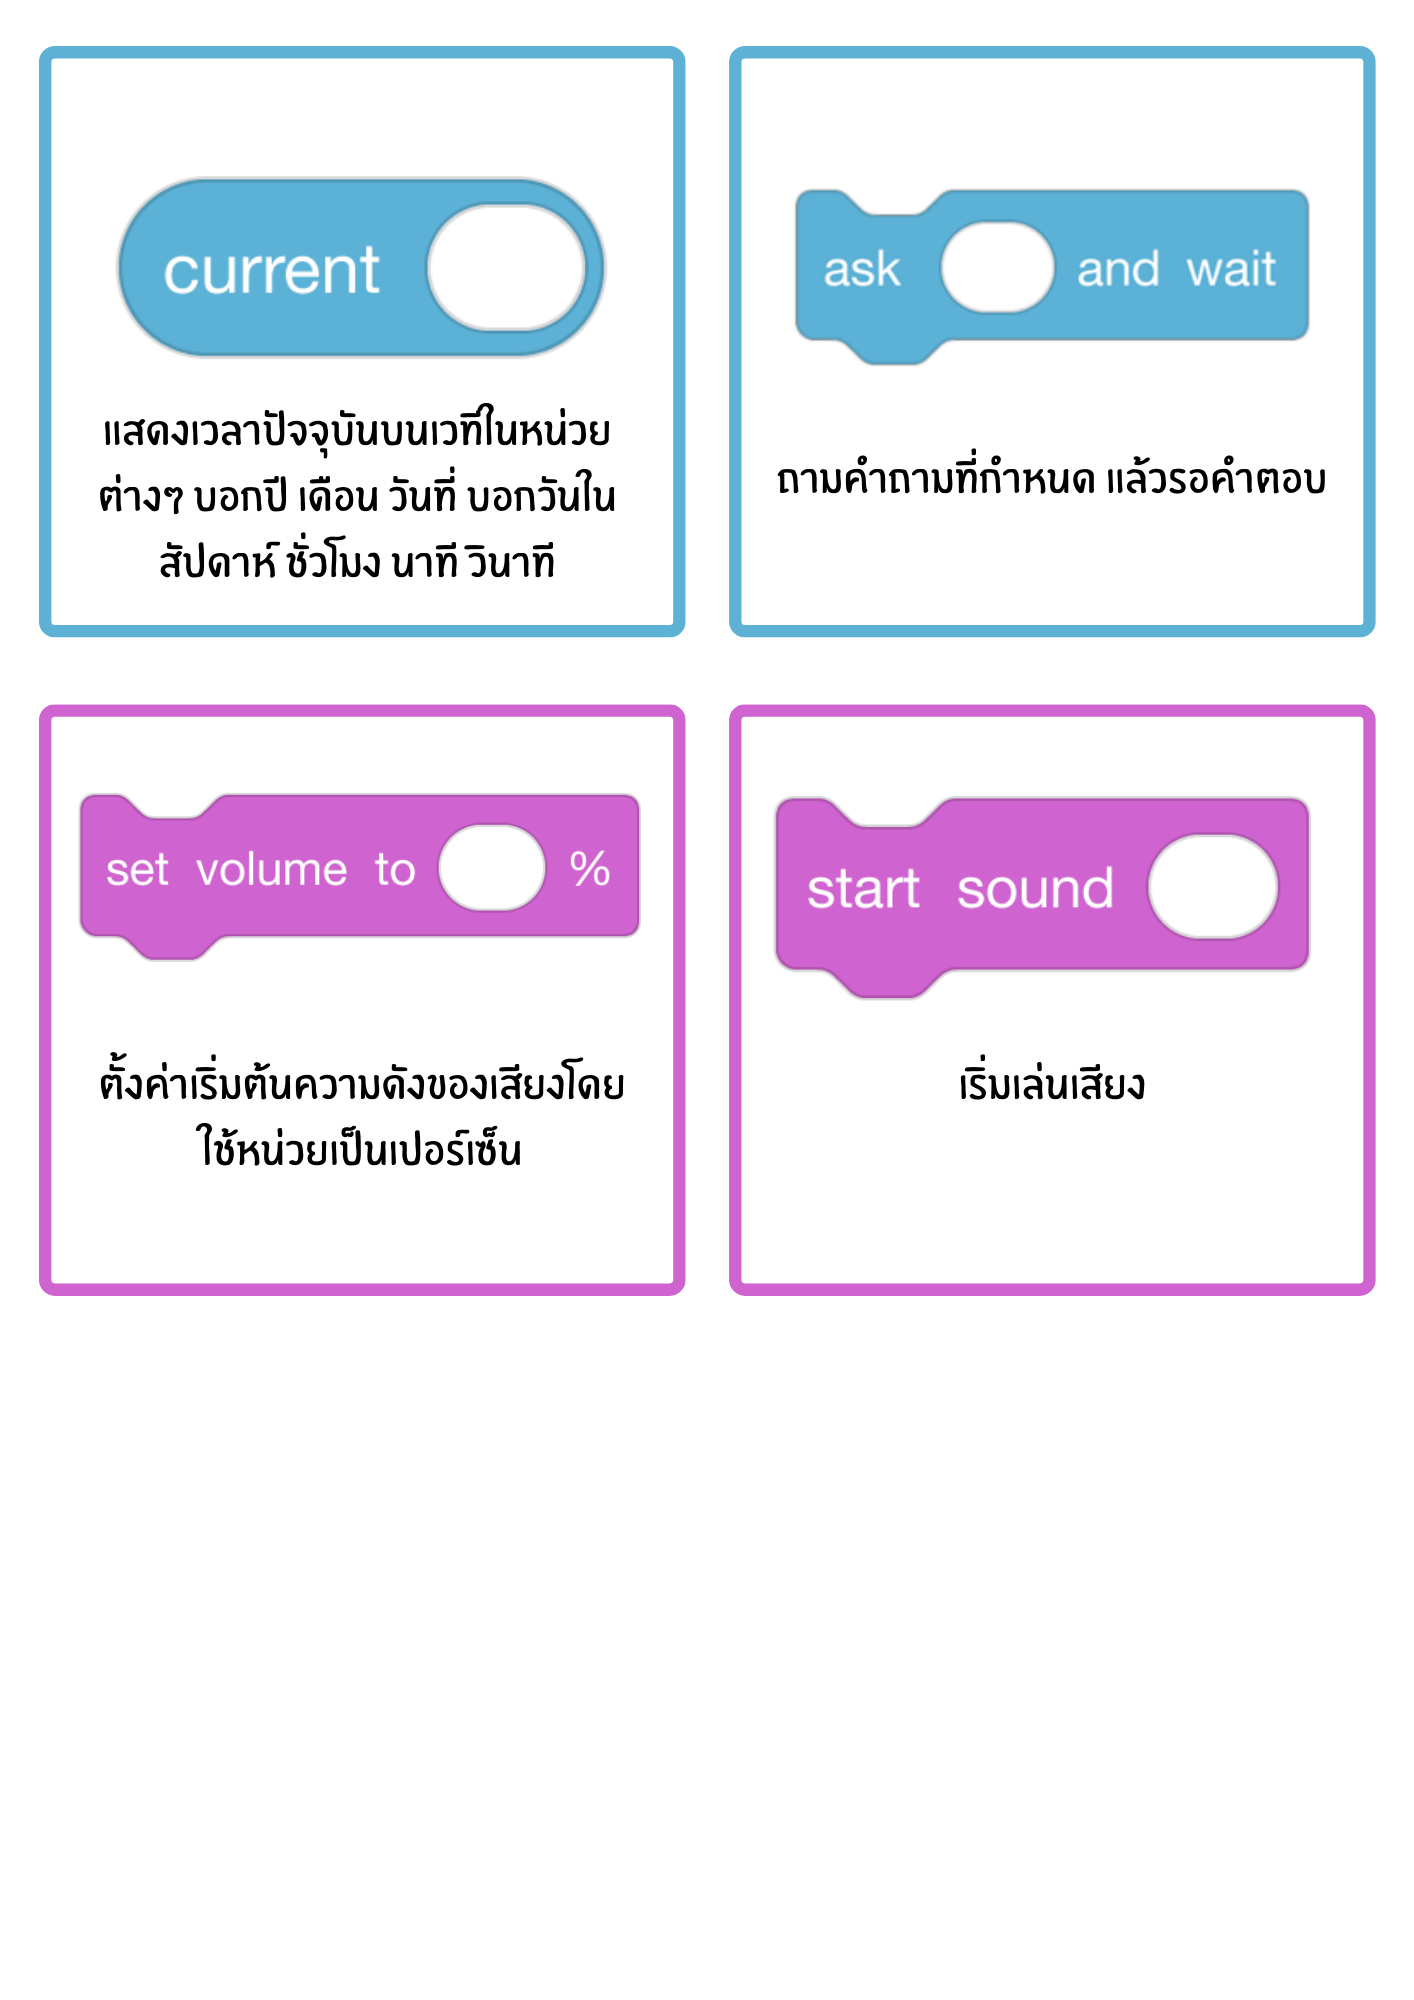 current
แสดงเวลาปัจจุบันบนเวทีในหน่วย
ต่างๆ บอกปี เดือน วันที่ บอกวันใน
สัปดาห์ ชั่วโมง นาที วินาที
ask and wait
ถามคำถามที่กำหนด แล้วรอคำตอบ
set volume to %
ตั้งค่าเริ่มต้นความดังของเสียงโดย
ใช้หน่วยเป็นเปอร์เซ็น
start sound
เริ่มเล่นเสียง